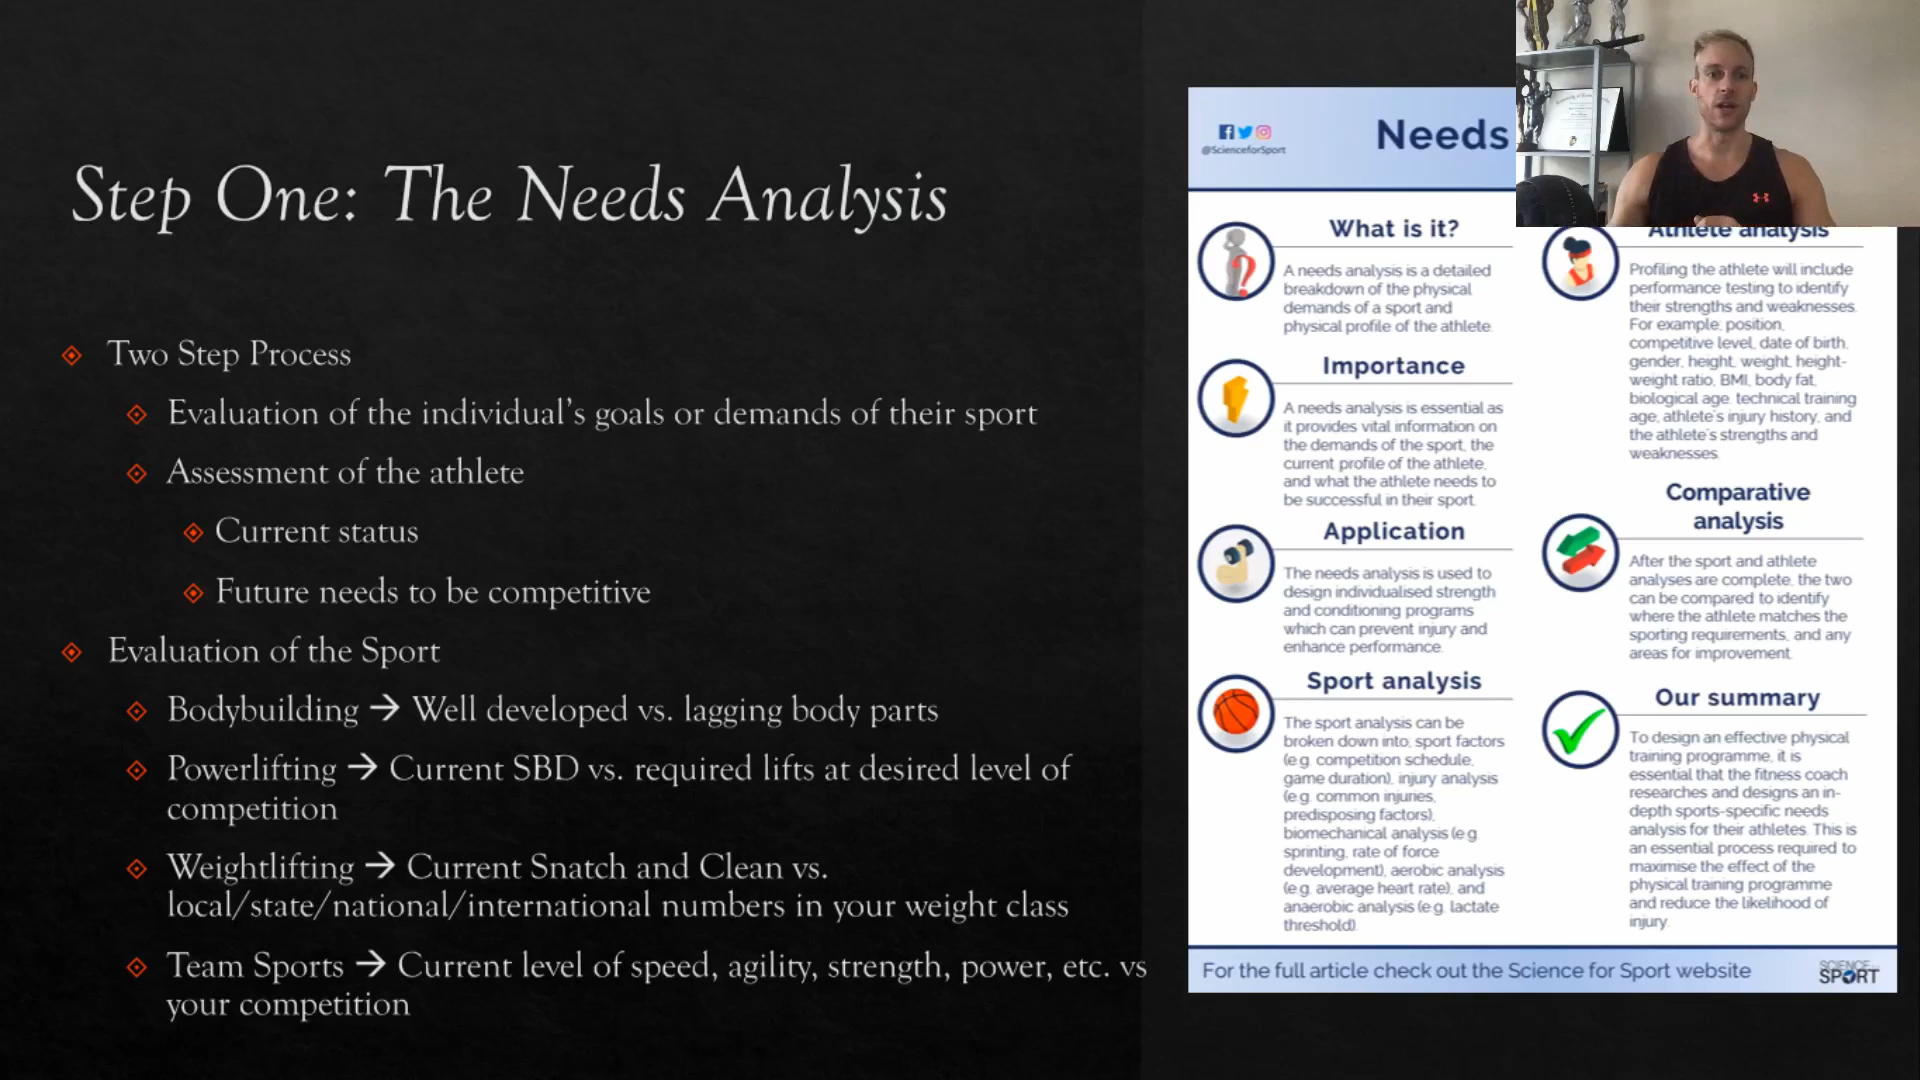 Step One: The Needs Analysis
Two Step Process
Evaluation of the individual's goals or demands of their sport
Assessment of the athlete
Current status
Future needs to be competitive
Evaluation of the Sport
Bodybuilding → Well developed vs. lagging body parts
Powerlifting → Current SBD vs. required lifts at desired level of
competition
Weightlifting → Current Snatch and Clean vs.
local/state/national/international numbers in your weight class
Team Sports → Current level of speed, agility, strength, power, etc. vs
your competition
@ScienceforSport
Needs
What is it?
A needs analysis is a detailed
breakdown of the physical
demands of a sport and
physical profile of the athlete.
Importance
A needs analysis is essential as
it provides vital information on
the demands of the sport, the
current profile of the athlete,
and what the athlete needs to
be successful in their sport.
Application
The needs analysis is used to
design individualised strength
and conditioning programs
which can prevent injury and
enhance performance.
Sport analysis
The sport analysis can be
broken down into; sport factors
(e.g. competition schedule,
game duration), injury analysis
(e.g. common injuries,
predisposing factors),
biomechanical analysis (e.g.
sprinting, rate of force
development), aerobic analysis
(e.g. average heart rate), and
anaerobic analysis (e.g. lactate
threshold).
Athlete analysis
Profiling the athlete will include
performance testing to identify
their strengths and weaknesses.
For example; position,
competitive level, date of birth,
gender, height, weight, height-
weight ratio, BMI, body fat,
biological age, technical training
age, athlete's injury history, and
the athlete's strengths and
weaknesses.
Comparative
analysis
After the sport and athlete
analyses are complete, the two
can be compared to identify
where the athlete matches the
sporting requirements, and any
areas for improvement.
Our summary
To design an effective physical
training programme, it is
essential that the fitness coach
researches and designs an in-
depth sports-specific needs
analysis for their athletes. This is
an essential process required to
maximise the effect of the
physical training programme
and reduce the likelihood of
injury.
For the full article check out the Science for Sport website
SCIENCE
SPORT